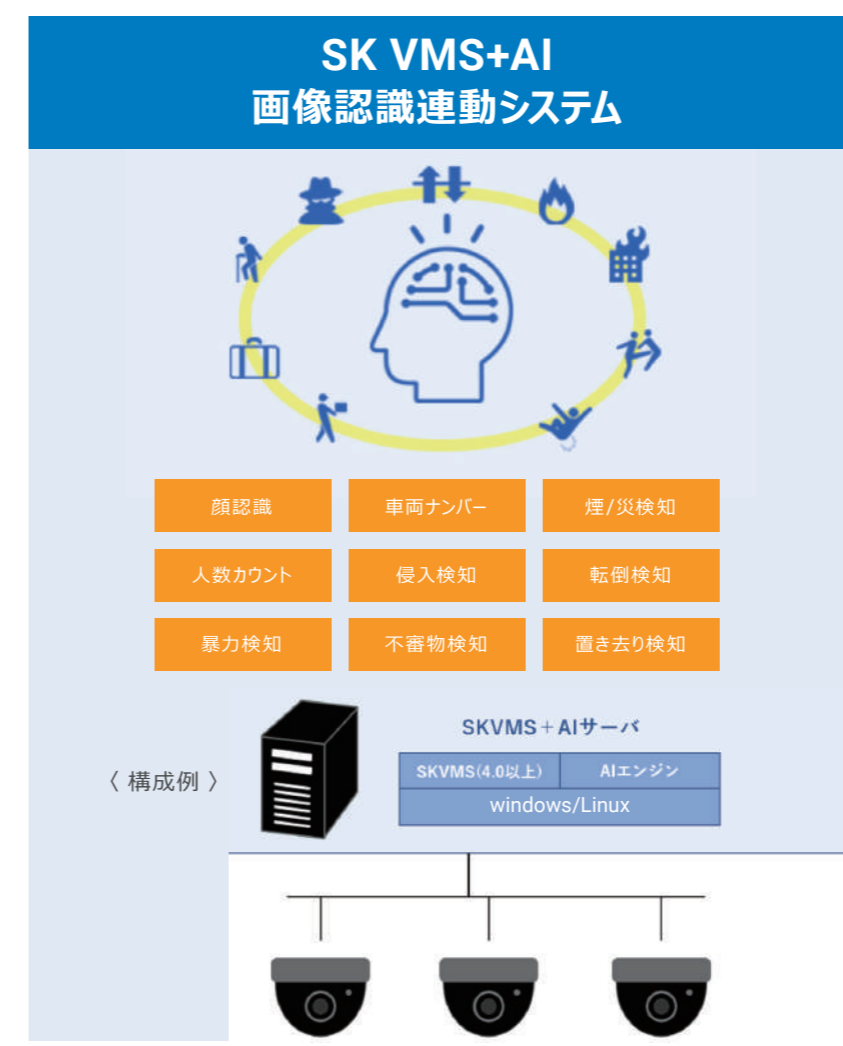 SK VMS+AI
画像認識連動システム
顔認識
車両ナンバー
煙/災検知
人数カウント
侵入検知
転倒検知
暴力検知
不審物検知
置き去り検知
SKVMS+AIサーバ
〈 構成例 〉
SKVMS(4.0以上)
AIエンジン
windows/Linux